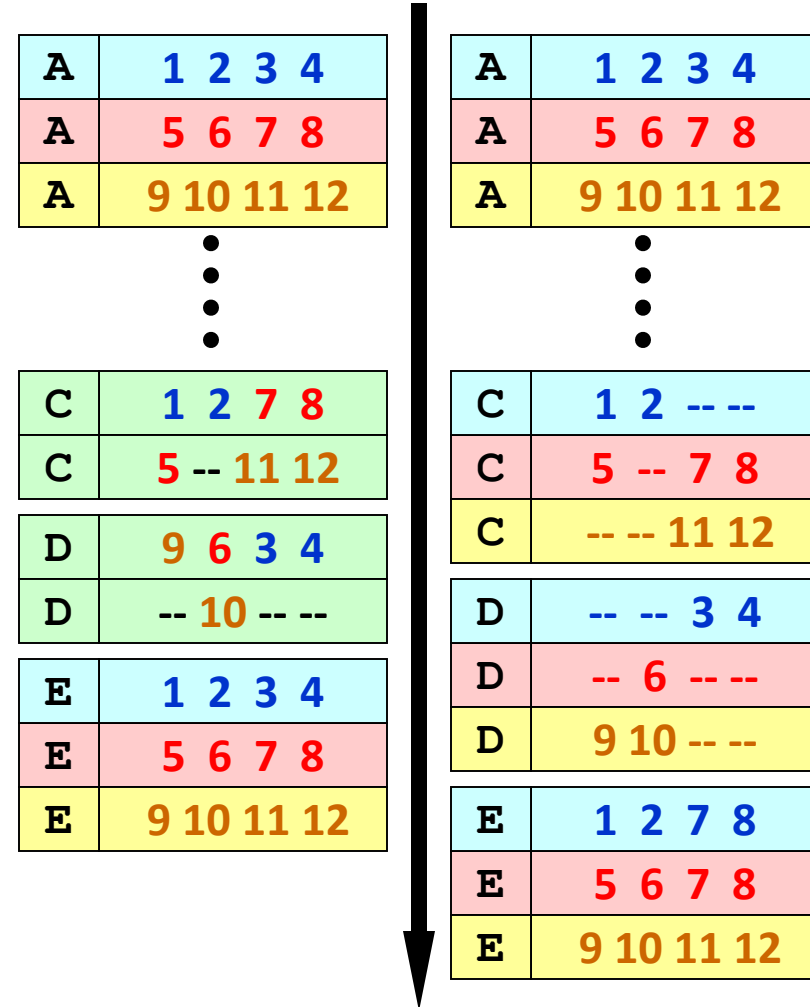 A 1 2 3 4
A 5 6 7 8
A 9 10 11 12
C 1 2 7 8
C 5 -- 11 12
D 9 6 3 4
D -- 10 -- --
E 1 2 3 4
E 5 6 7 8
E 9 10 11 12
A 1 2 3 4
A 5 6 7 8
A 9 10 11 12
C 1 2 -- --
C 5 -- 7 8
C -- -- 11 12
D -- -- 3 4
D -- 6 -- --
D 9 10 -- --
E 1 2 7 8
E 5 6 7 8
E 9 10 11 12